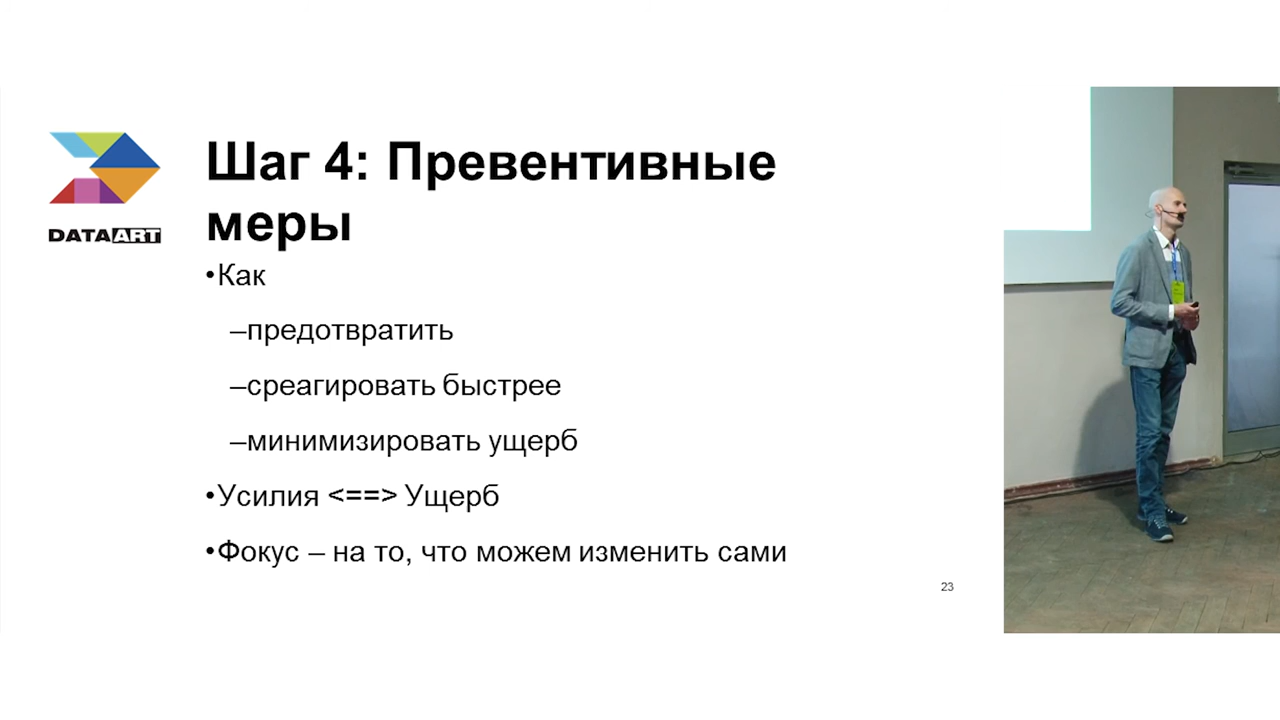 DATAART
Шаг 4: Превентивные
меры
•Как
–предотвратить
–среагировать быстрее
–минимизировать ущерб
•Усилия <==> Ущерб
•Фокус – на то, что можем изменить сами
23